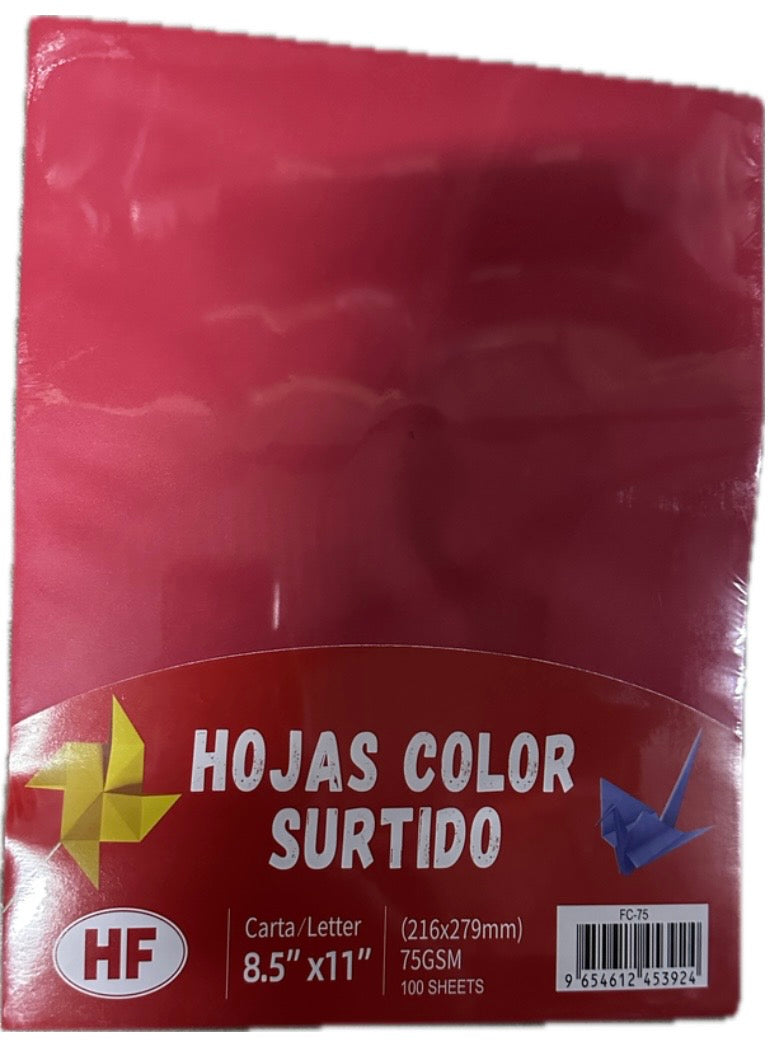 HOJAS COLOR
SURTIDO
HF
Carta/Letter
8.5” x11”
(216x279mm)
75GSM
100 SHEETS
FC-75
9 654612 453924